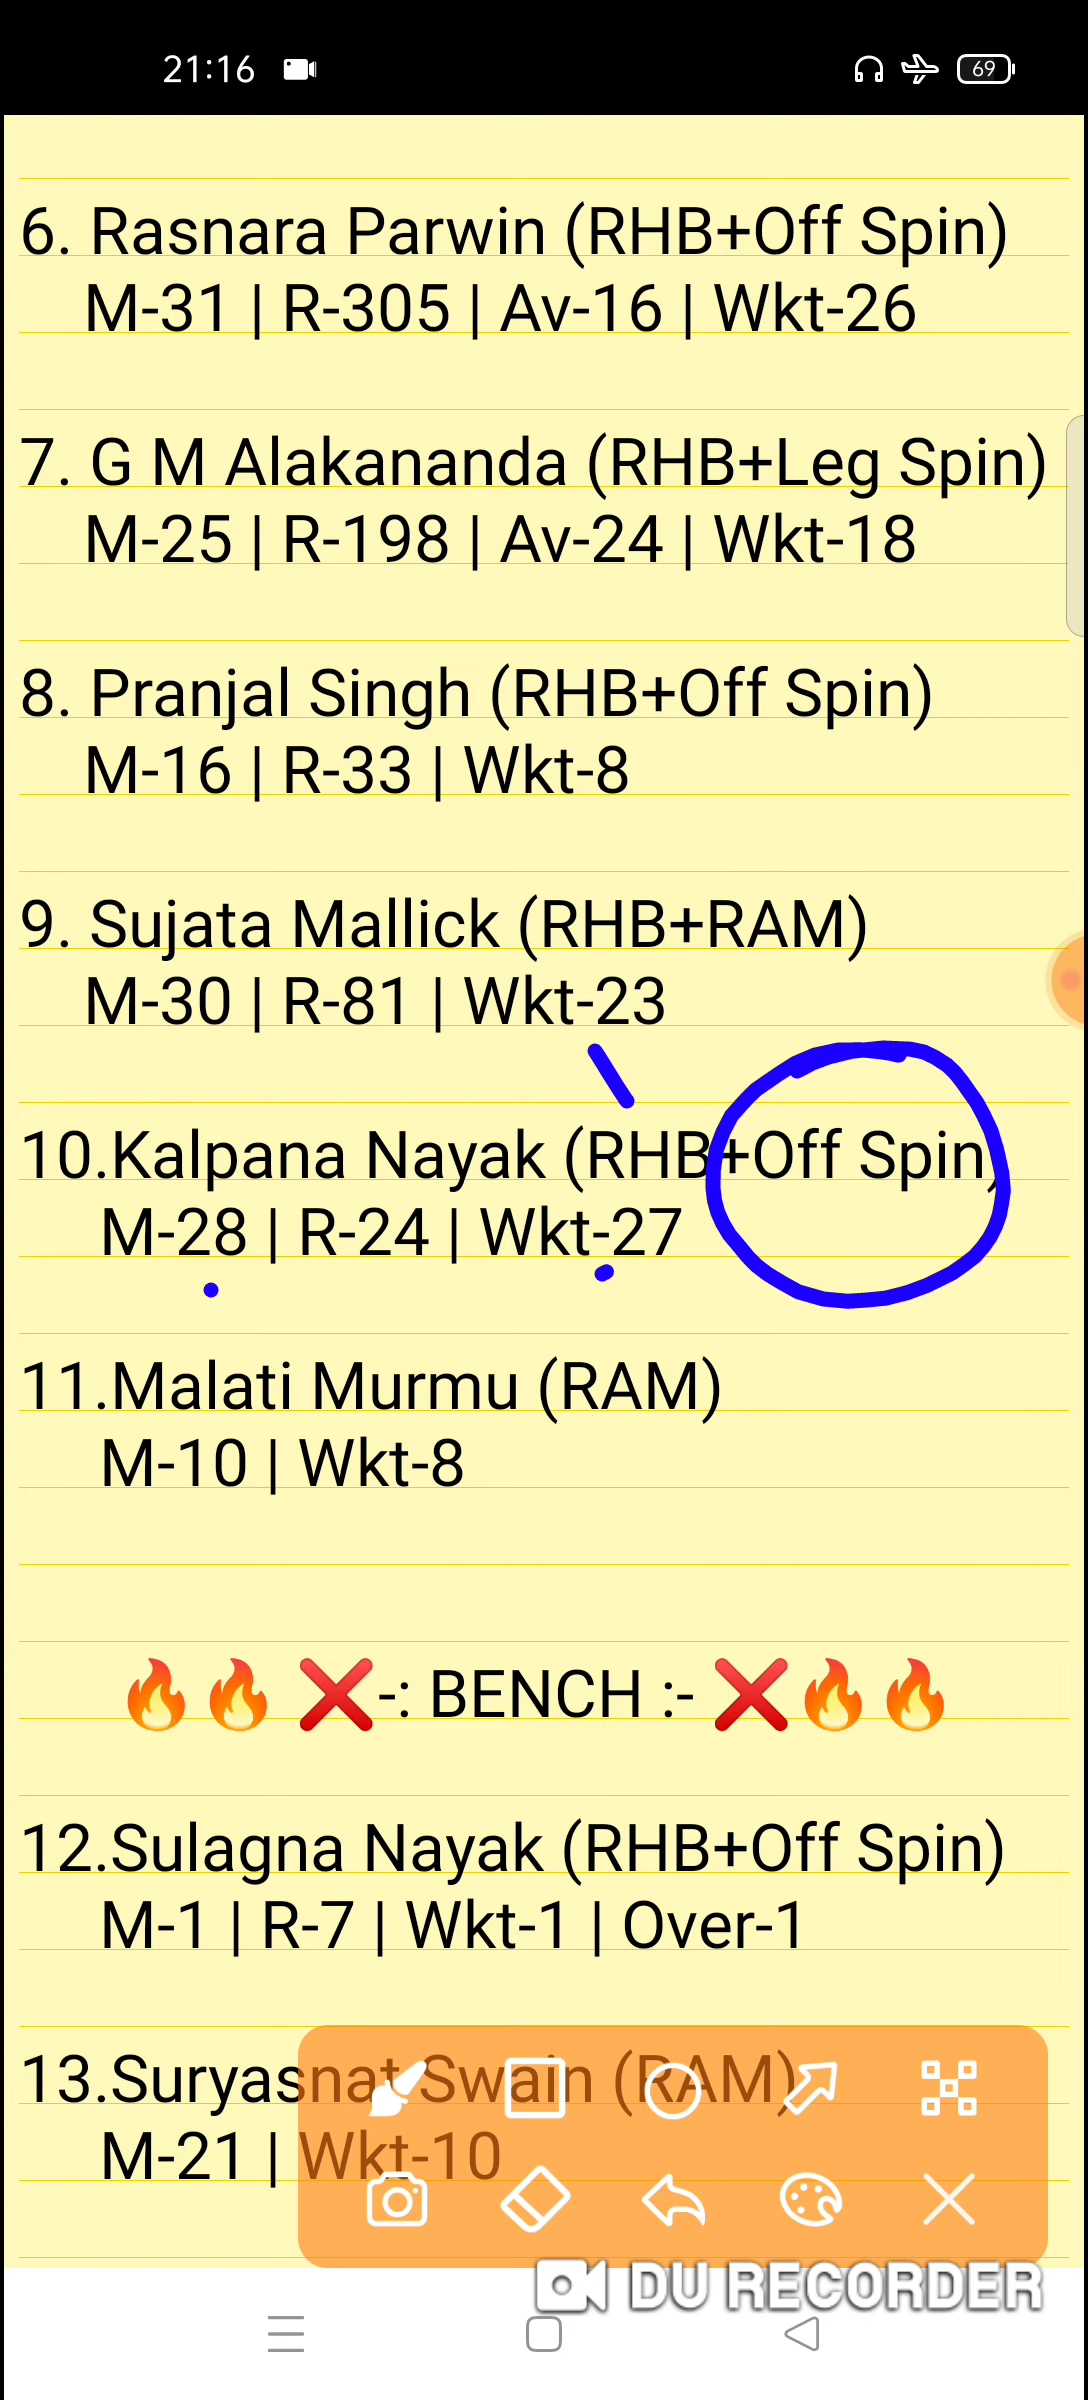 21:16
69
6. Rasnara Parwin (RHB+Off Spin)
M-31 | R-305 | Av-16 | Wkt-26
7. G M Alakananda (RHB+Leg Spin)
M-25 | R-198 | Av-24 | Wkt-18
8. Pranjal Singh (RHB+Off Spin)
M-16 | R-33 | Wkt-8
9. Sujata Mallick (RHB+RAM)
M-30 | R-81 | Wkt-23
10.Kalpana Nayak (RHB+Off Spin)
M-28 | R-24 | Wkt-27
11.Malati Murmu (RAM)
M-10 | Wkt-8
🔥🔥 ❌-: BENCH :- ❌🔥🔥
12.Sulagna Nayak (RHB+Off Spin)
M-1 | R-7 | Wkt-1 | Over-1
13.Suryasnat Swain (RAM)
M-21 | Wkt-10
DU RECORDER